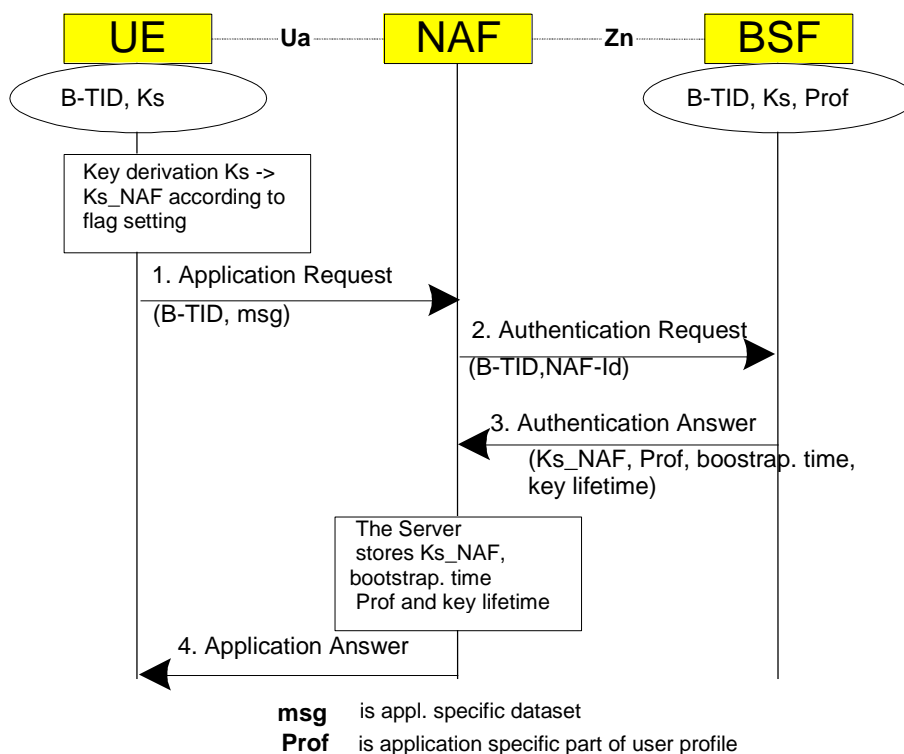 UE Ua NAF Zn BSF
B-TID, Ks
B-TID, Ks, Prof
Key derivation Ks ->
Ks_NAF according to
flag setting
1. Application Request
(B-TID, msg)
2. Authentication Request
(B-TID,NAF-Id)
3. Authentication Answer
(Ks_NAF, Prof, boostrap. time,
key lifetime)
The Server
stores Ks_NAF,
bootstrap. time
Prof and key lifetime
4. Application Answer
msg is appl. specific dataset
Prof is application specific part of user profile